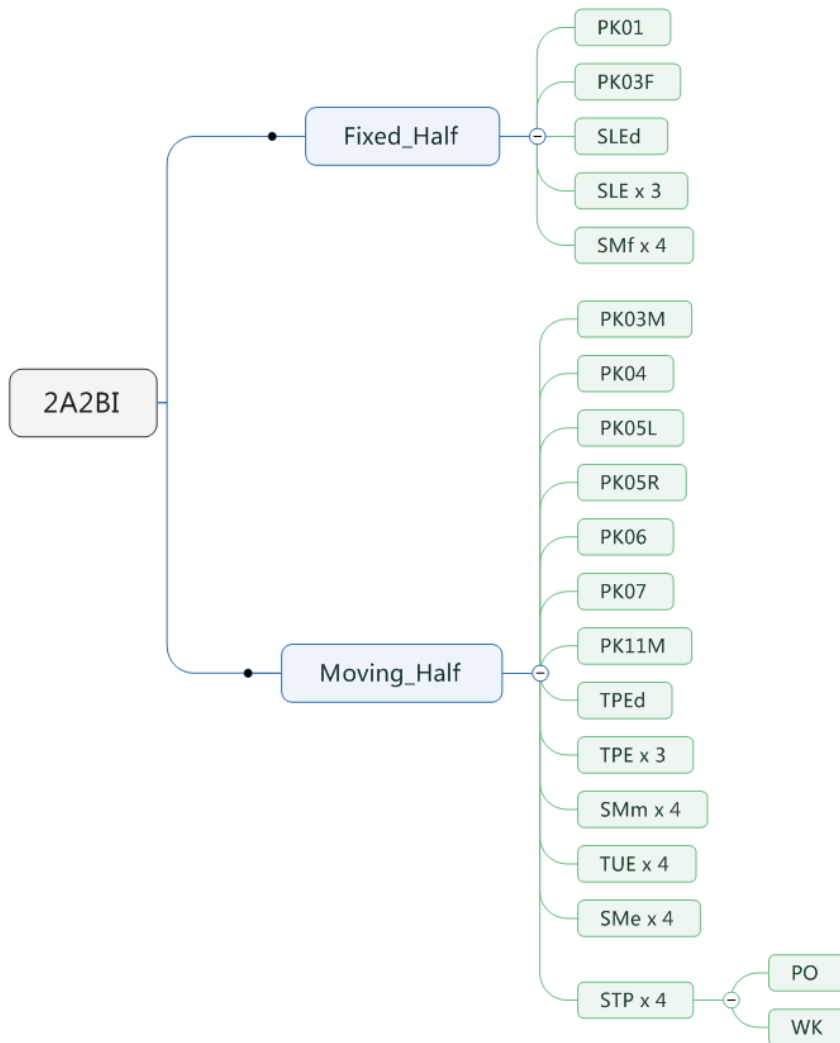 2A2BI
Fixed_Half
PK01
PK03F
SLEd
SLE x 3
SMf x 4
Moving_Half
PK03M
PK04
PK05L
PK05R
PK06
PK07
PK11M
TPEd
TPE x 3
SMm x 4
TUE x 4
SMe x 4
STP x 4
PO
WK